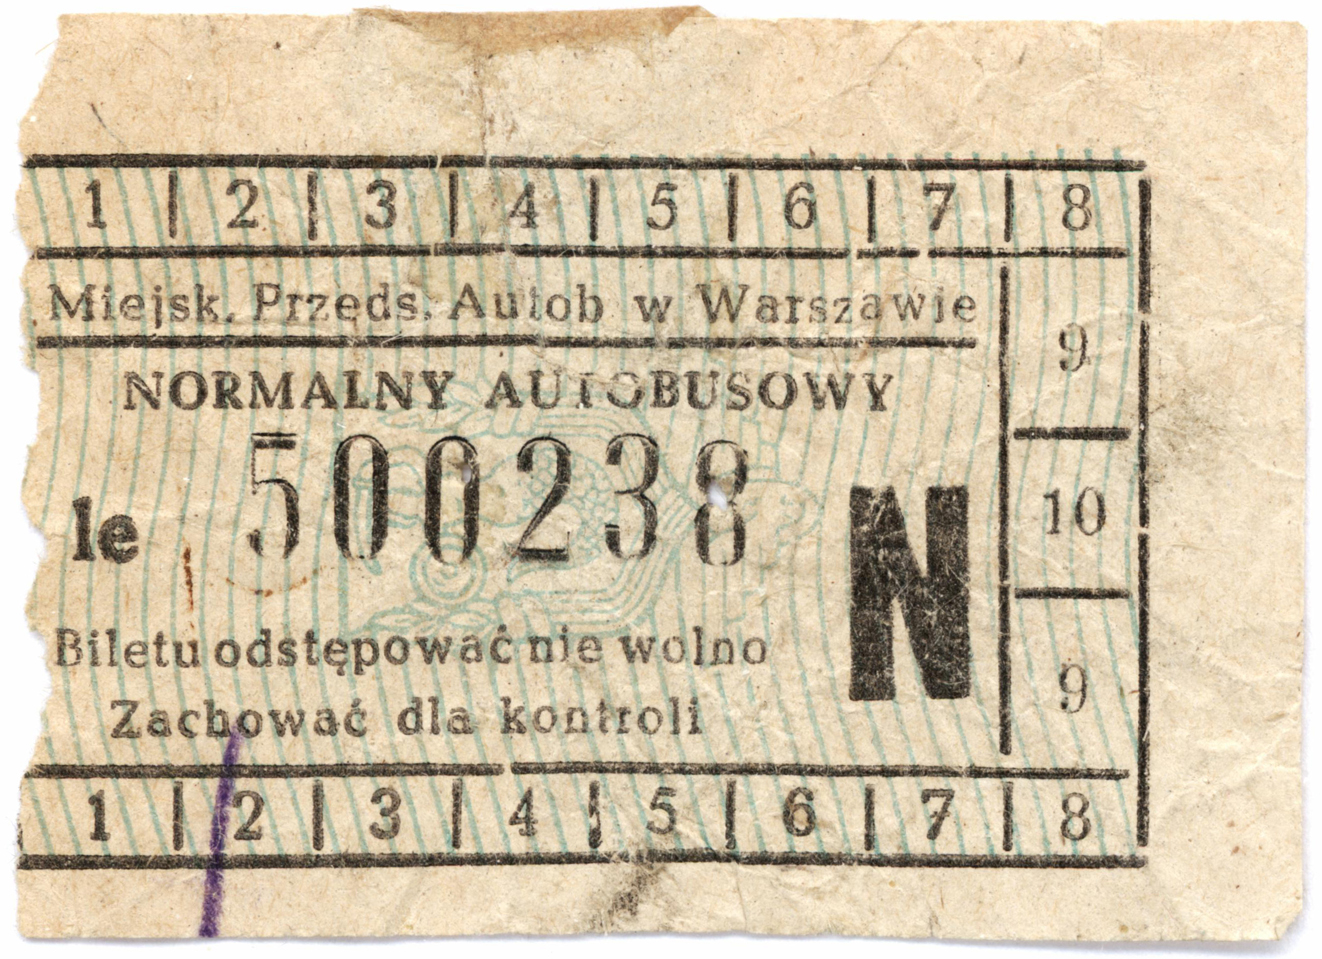 1 | 2 | 3 | 4 | 5 | 6 | 7 | 8
Miejsk. Przeds. Autob w Warszawie
9
NORMALNY AUTOBUSOWY
le 500238 N
10
Biletu odstępować nie wolno
9
Zachować dla kontroli
1 | 2 | 3 | 4 | 5 | 6 | 7 | 8